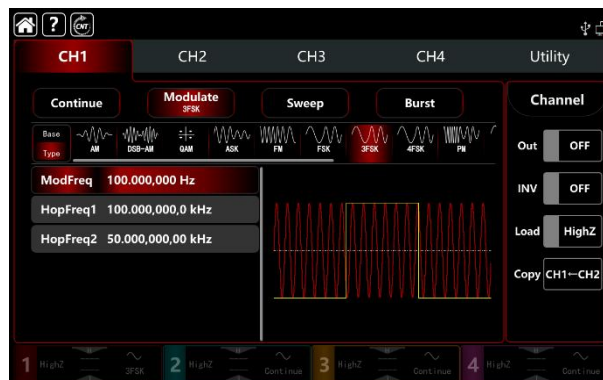 ? CNT
CH1 CH2 CH3 CH4 Utility
Continue Modulate 3FSK Sweep Burst Channel
Base Type AM DSB-AM QAM ASK FM FSK 3FSK 4FSK PM
Out OFF
ModFreq 100.000,000 Hz
INV OFF
HopFreq1 100.000,000,0 kHz
Load HighZ
HopFreq2 50.000,000,00 kHz
Copy CH1←CH2
1 HighZ 3FSK 2 HighZ Continue 3 HighZ Continue 4 HighZ Continue